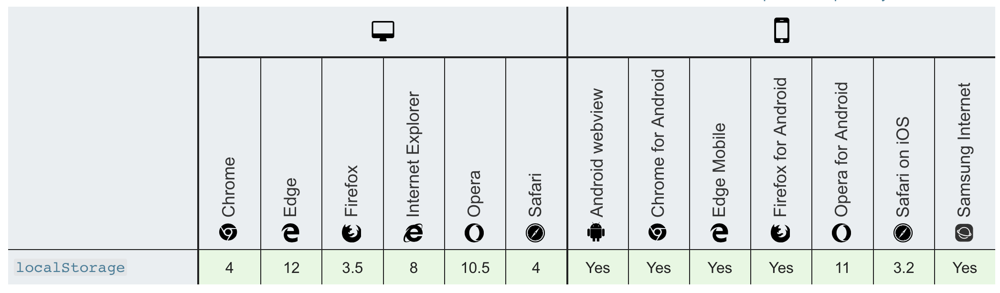 Chrome
Edge
Firefox
Internet Explorer
Opera
Safari
Android webview
Chrome for Android
Edge Mobile
Firefox for Android
Opera for Android
Safari on iOS
Samsung Internet
localStorage 4 12 3.5 8 10.5 4 Yes Yes Yes Yes 11 3.2 Yes